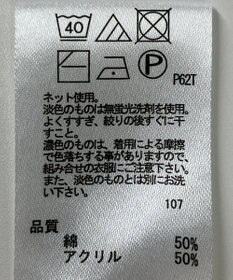 40
P
P62T
ネット使用。
淡色のものは無蛍光洗剤を使用。
よくすすぎ、絞りの後すぐに干
すこと。
濃色のものは、着用による摩擦
で色落ちする事がありますので、
組み合せの衣服にご注意下さい。
また、淡色のものとは別にお洗
い下さい。
107
品質
綿 50%
アクリル 50%